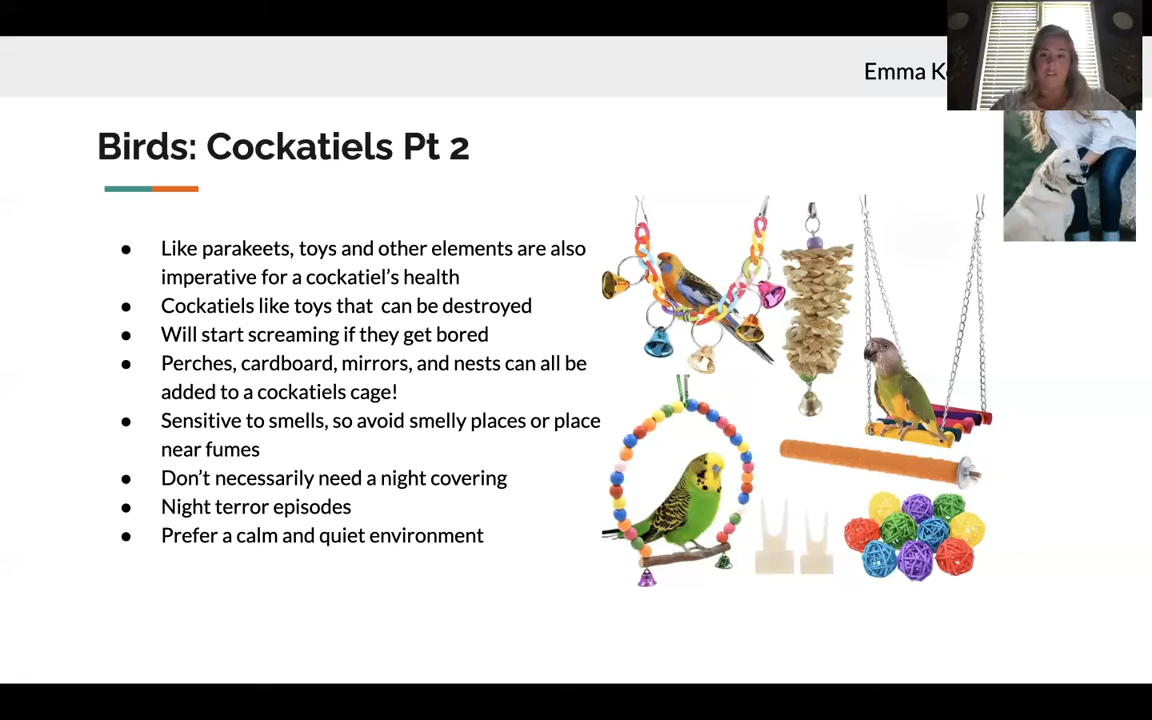 Emma
Birds: Cockatiels Pt 2
● Like parakeets, toys and other elements are also
imperative for a cockatiel's health
● Cockatiels like toys that  can be destroyed
● Will start screaming if they get bored
● Perches, cardboard, mirrors, and nests can all be
added to a cockatiels cage!
● Sensitive to smells, so avoid smelly places or place
near fumes
● Don't necessarily need a night covering
● Night terror episodes
● Prefer a calm and quiet environment